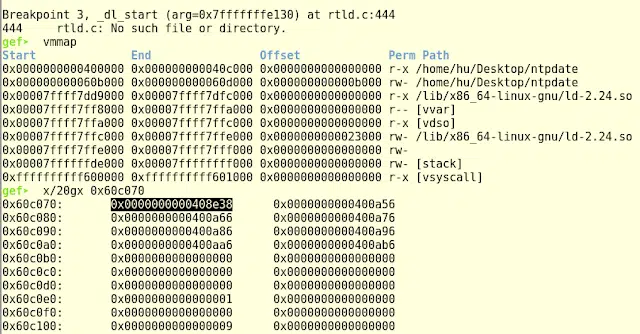 Breakpoint 3, _dl_start (arg=0x7fffffffe130) at rtld.c:444
444 rtld.c: No such file or directory.
gef➤ vmmap
Start End Offset Perm Path
0x0000000000400000 0x000000000040c000 0x0000000000000000 r-x /home/hu/Desktop/ntpdate
0x000000000060b000 0x000000000060d000 0x000000000000b000 rw- /home/hu/Desktop/ntpdate
0x00007ffff7dd9000 0x00007ffff7dfc000 0x0000000000000000 r-x /lib/x86_64-linux-gnu/ld-2.24.so
0x00007ffff7ff8000 0x00007ffff7ffa000 0x0000000000000000 r-- [vvar]
0x00007ffff7ffa000 0x00007ffff7ffc000 0x0000000000000000 r-x [vdso]
0x00007ffff7ffc000 0x00007ffff7ffe000 0x0000000000023000 rw- /lib/x86_64-linux-gnu/ld-2.24.so
0x00007ffff7ffe000 0x00007ffff7fff000 0x0000000000000000 rw-
0x00007ffffffde000 0x00007ffffffff000 0x0000000000000000 rw- [stack]
0xffffffffff600000 0xffffffffff601000 0x0000000000000000 r-x [vsyscall]
gef➤ x/20gx 0x60c070
0x60c070: 0x0000000000408e38 0x0000000000400a56
0x60c080: 0x0000000000400a66 0x0000000000400a76
0x60c090: 0x0000000000400a86 0x0000000000400a96
0x60c0a0: 0x0000000000400aa6 0x0000000000400ab6
0x60c0b0: 0x0000000000000000 0x0000000000000000
0x60c0c0: 0x0000000000000000 0x0000000000000000
0x60c0d0: 0x0000000000000000 0x0000000000000000
0x60c0e0: 0x0000000000000001 0x0000000000000000
0x60c0f0: 0x0000000000000000 0x0000000000000000
0x60c100: 0x0000000000000009 0x0000000000000000